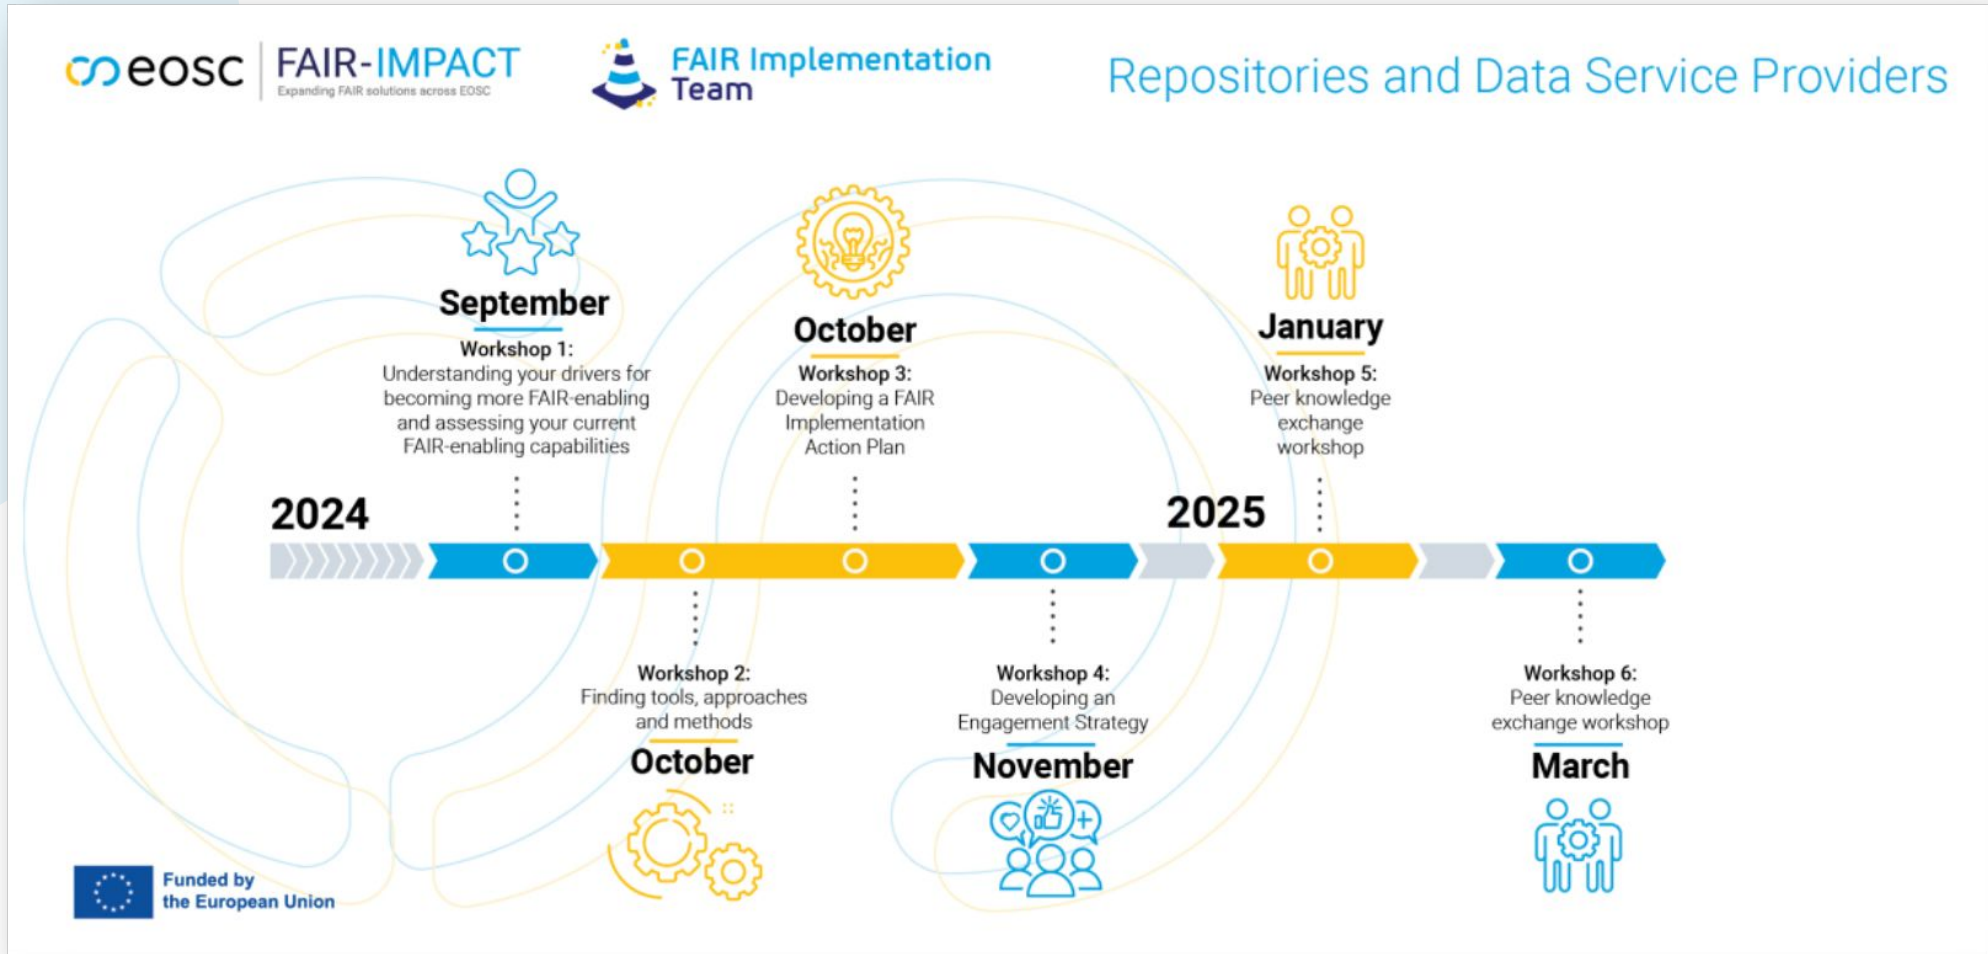 eosc
FAIR-IMPACT
Expanding FAIR solutions across EOSC
FAIR Implementation
Team
Repositories and Data Service Providers
September
Workshop 1:
Understanding your drivers for
becoming more FAIR-enabling
and assessing your current
FAIR-enabling capabilities
October
Workshop 3:
Developing a FAIR
Implementation
Action Plan
January
Workshop 5:
Peer knowledge
exchange
workshop
2024
2025
Workshop 2:
Finding tools, approaches
and methods
October
Workshop 4:
Developing an
Engagement Strategy
November
Workshop 6:
Peer knowledge
exchange workshop
March
Funded by
the European Union